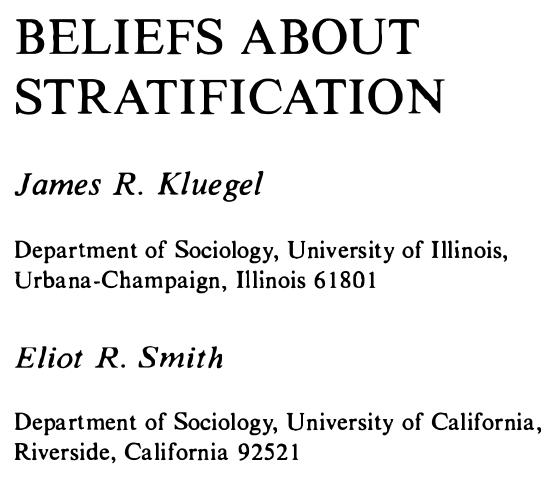 BELIEFS ABOUT
STRATIFICATION
James R. Kluegel
Department of Sociology, University of Illinois,
Urbana-Champaign, Illinois 61801
Eliot R. Smith
Department of Sociology, University of California,
Riverside, California 92521